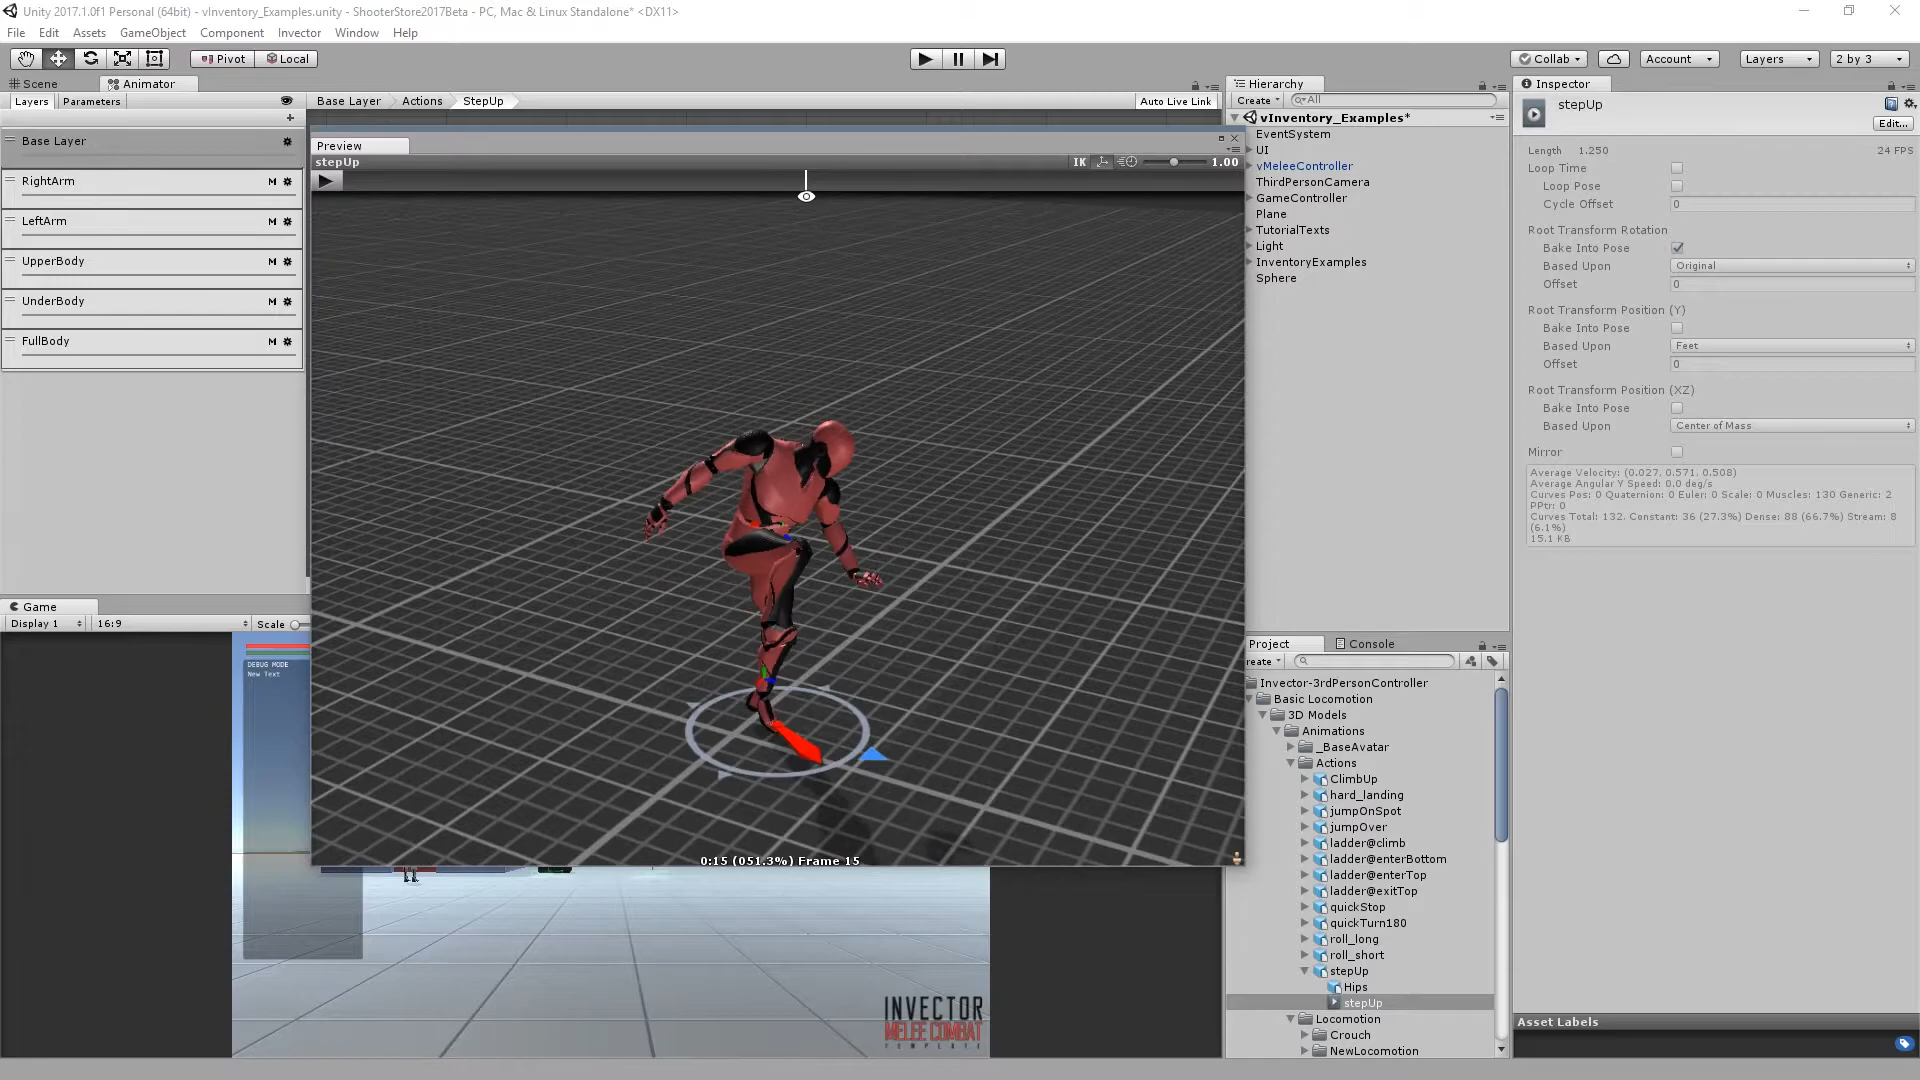 Unity 2017.1.0f1 Personal (64bit) - vInventory_Examples.unity - ShooterStore2017Beta - PC, Mac & Linux Standalone* <DX11>
File Edit Assets GameObject Component Invector Window Help
Pivot Local Collab Account Layers 2 by 3
Scene Animator
Layers Parameters
Base Layer Actions StepUp Auto Live Link
Base Layer
RightArm M
LeftArm M
UpperBody M
UnderBody M
FullBody M
Preview
stepUp IK 1.00
0:15 (051.3%) Frame 15
Game
Display 1 16:9 Scale
DEBUG MODE
New Text
INVECTOR
MELEE COMBAT
TEMPLATE
Hierarchy
Create All
vInventory_Examples*
EventSystem
UI
vMeleeController
ThirdPersonCamera
GameController
Plane
TutorialTexts
Light
InventoryExamples
Sphere
Project Console
reate
Invector-3rdPersonController
Basic Locomotion
3D Models
Animations
_BaseAvatar
Actions
ClimbUp
hard_landing
jumpOnSpot
jumpOver
ladder@climb
ladder@enterBottom
ladder@enterTop
ladder@exitTop
quickStop
quickTurn180
roll_long
roll_short
stepUp
Hips
stepUp
Locomotion
Crouch
NewLocomotion
Inspector
stepUp
Edit...
Length 1.250 24 FPS
Loop Time
Loop Pose
Cycle Offset 0
Root Transform Rotation
Bake Into Pose
Based Upon Original
Offset 0
Root Transform Position (Y)
Bake Into Pose
Based Upon Feet
Offset 0
Root Transform Position (XZ)
Bake Into Pose
Based Upon Center of Mass
Mirror
Average Velocity: (0.027, 0.571, 0.508)
Average Angular Y Speed: 0.0 deg/s
Curves Pos: 0 Quaternion: 0 Euler: 0 Scale: 0 Muscles: 130 Generic: 2
PPtr: 0
Curves Total: 132, Constant: 36 (27.3%) Dense: 88 (66.7%) Stream: 8
(6.1%)
15.1 KB
Asset Labels